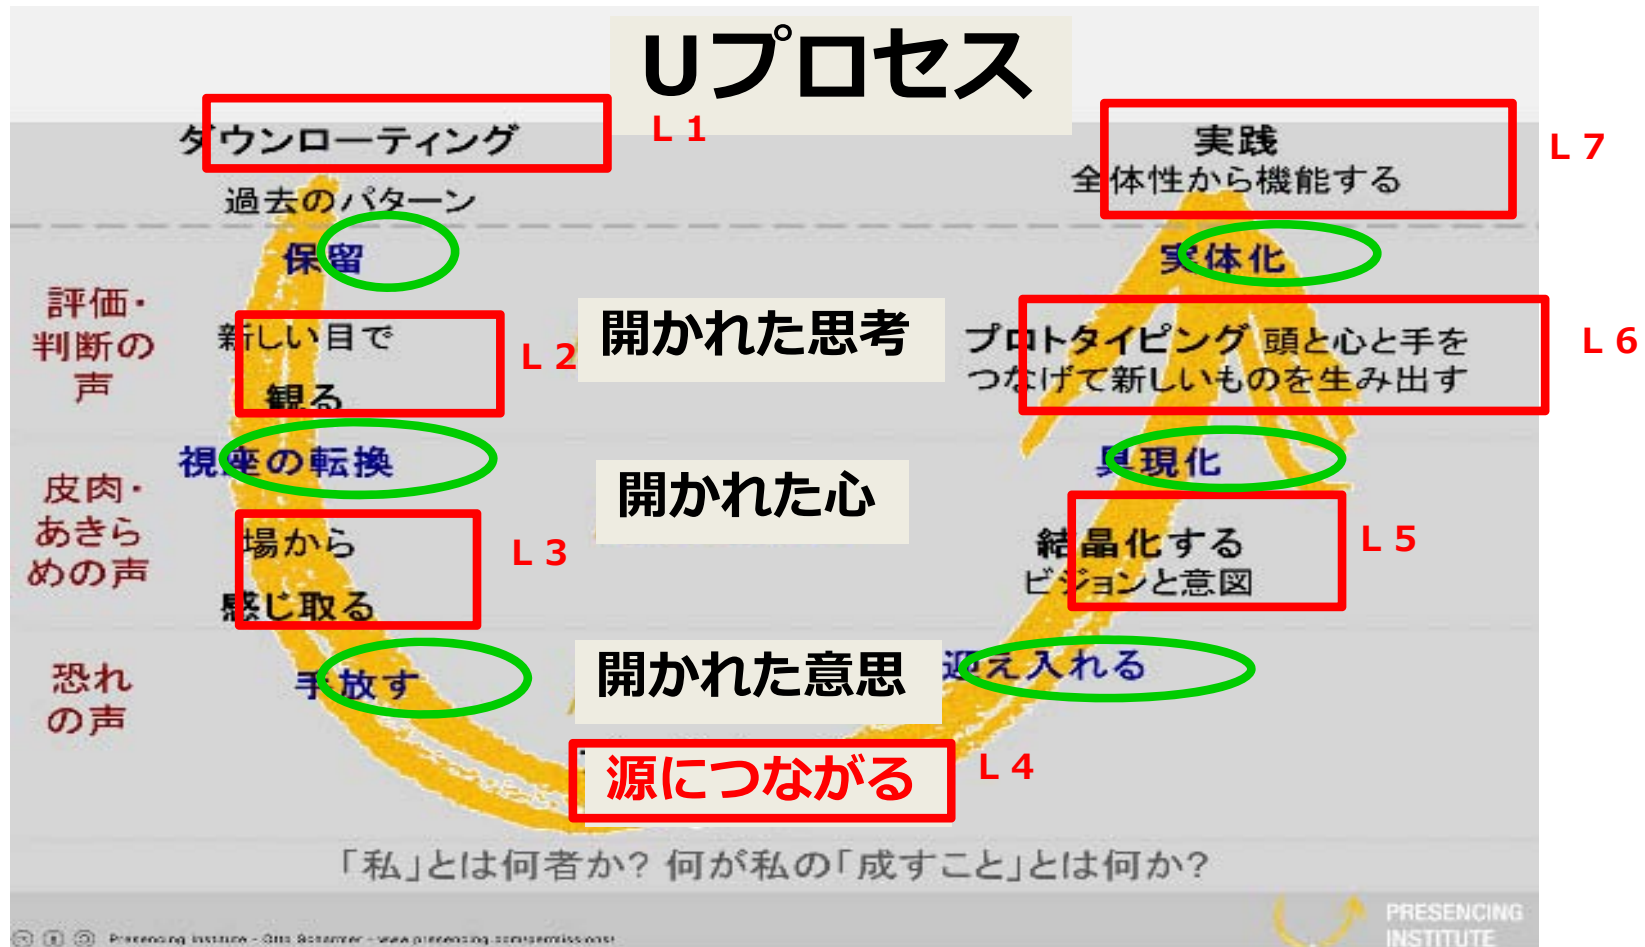 Uプロセス
ダウンローティング
L 1
過去のパターン
実践
全体性から機能する
L 7
保留
実体化
評価・
判断の
声
新しい目で
観る
L 2
開かれた思考
プロトタイピング 頭と心と手を
つなげて新しいものを生み出す
L 6
視座の転換
具現化
皮肉・
あきら
めの声
場から
感じ取る
L 3
開かれた心
結晶化する
ビジョンと意図
L 5
恐れ
の声
手放す
開かれた意思
迎え入れる
源につながる
L 4
「私」とは何者か? 何が私の「成すこと」とは何か?
Presencing Institute - Otto Scharmer - www.presencing.com/permissions/
PRESENCING
INSTITUTE